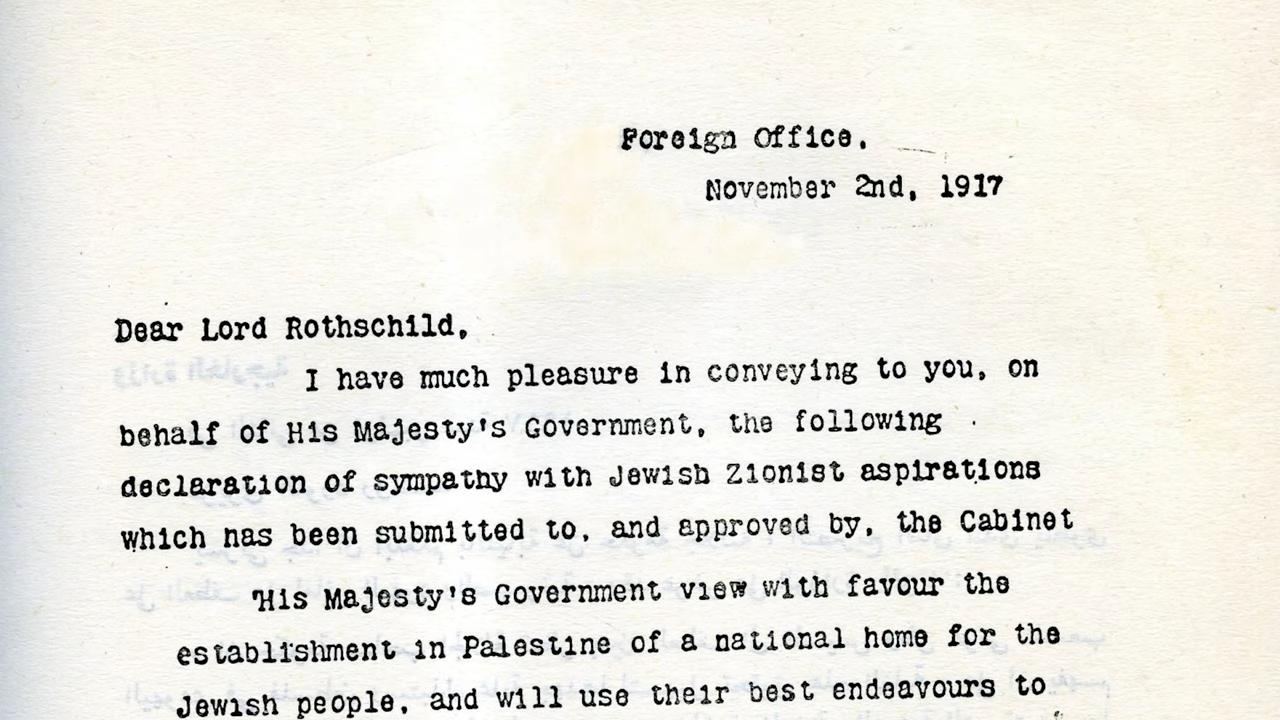 Foreign Office,
November 2nd, 1917
Dear Lord Rothschild,
I have much pleasure in conveying to you, on
behalf of His Majesty's Government, the following
declaration of sympathy with Jewish Zionist aspirations
which has been submitted to, and approved by, the Cabinet
"His Majesty's Government view with favour the
establishment in Palestine of a national home for the
Jewish people, and will use their best endeavours to